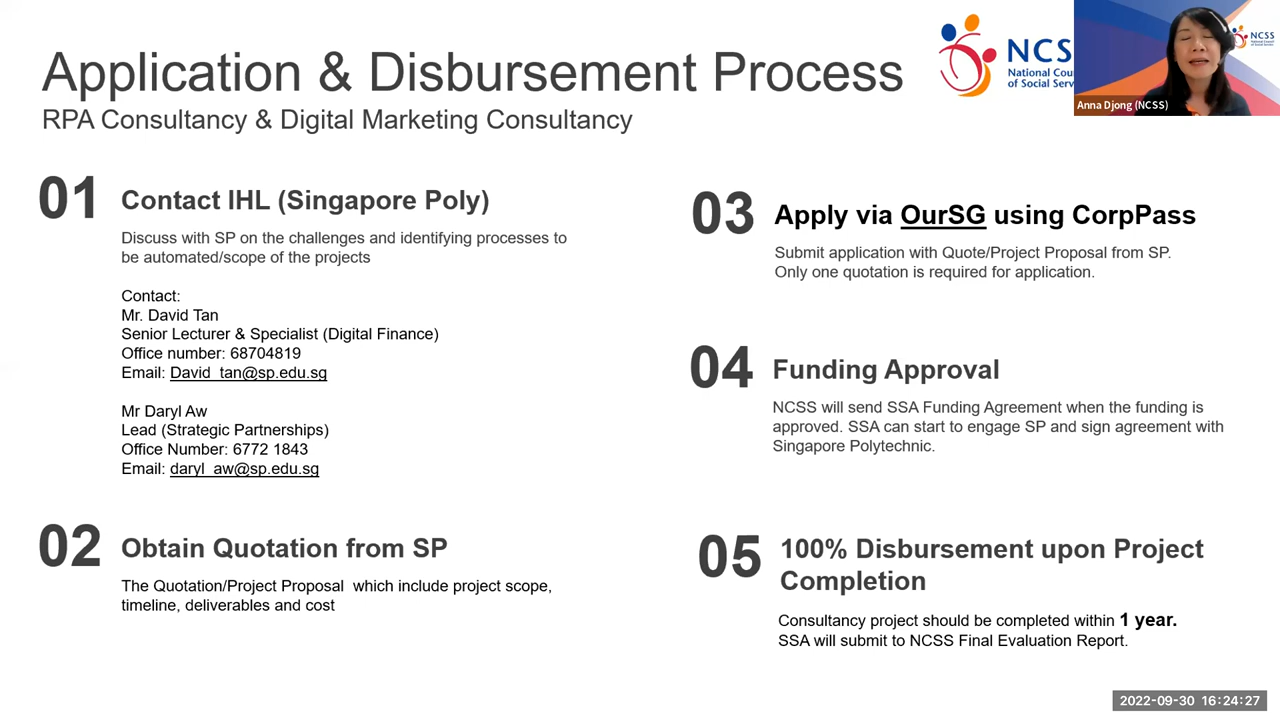 Application & Disbursement Process
RPA Consultancy & Digital Marketing Consultancy
NCS
National Cou
of Social Serv
NCSS
Anna Djong (NCSS)
01 Contact IHL (Singapore Poly)
Discuss with SP on the challenges and identifying processes to
be automated/scope of the projects
Contact:
Mr. David Tan
Senior Lecturer & Specialist (Digital Finance)
Office number: 68704819
Email: David_tan@sp.edu.sg
Mr Daryl Aw
Lead (Strategic Partnerships)
Office Number: 6772 1843
Email: daryl_aw@sp.edu.sg
02 Obtain Quotation from SP
The Quotation/Project Proposal which include project scope,
timeline, deliverables and cost
03 Apply via OurSG using CorpPass
Submit application with Quote/Project Proposal from SP.
Only one quotation is required for application.
04 Funding Approval
NCSS will send SSA Funding Agreement when the funding is
approved. SSA can start to engage SP and sign agreement with
Singapore Polytechnic.
05 100% Disbursement upon Project
Completion
Consultancy project should be completed within 1 year.
SSA will submit to NCSS Final Evaluation Report.
2022-09-30 16:24:27